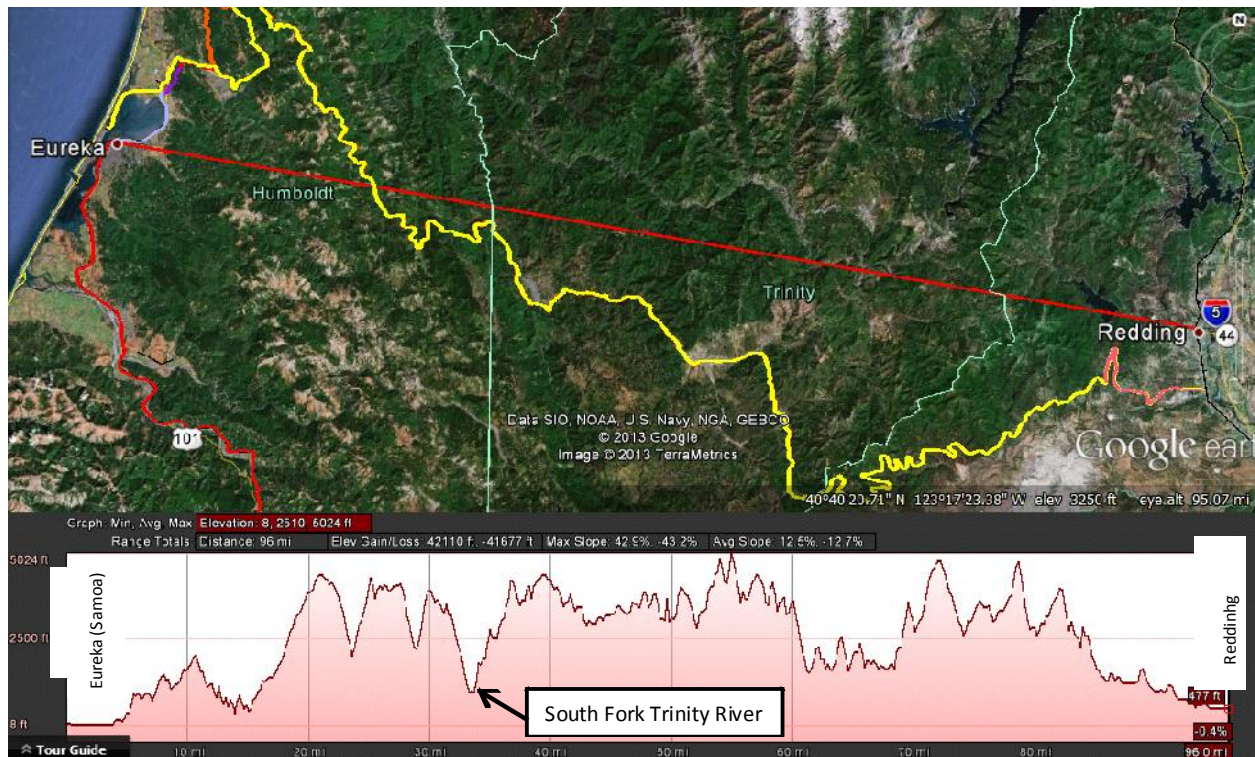 N
Eureka
Humboldt
Trinity
5
Redding
44
101
Data SIO, NOAA, U.S. Navy, NGA, GEBCO
© 2013 Google
Image © 2013 TerraMetrics
Google ear
40°40'20.71" N 123°17'23.38" W elev 3250 ft eye alt 95.07 mi
Graph: Min, Avg, Max Elevation: 8, 2510, 5024 ft
Range Totals: Distance: 96 mi Elev Gain/Loss: 42110 ft, -41677 ft Max Slope: 42.9%, -43.2% Avg Slope: 12.5%, -12.7%
5024 ft
2500 ft
8 ft
Eureka (Samoa)
Reddinhg
South Fork Trinity River
477 ft
-0.4%
Tour Guide
10 mi
20 mi
30 mi
40 mi
50 mi
60 mi
70 mi
80 mi
96.0 mi